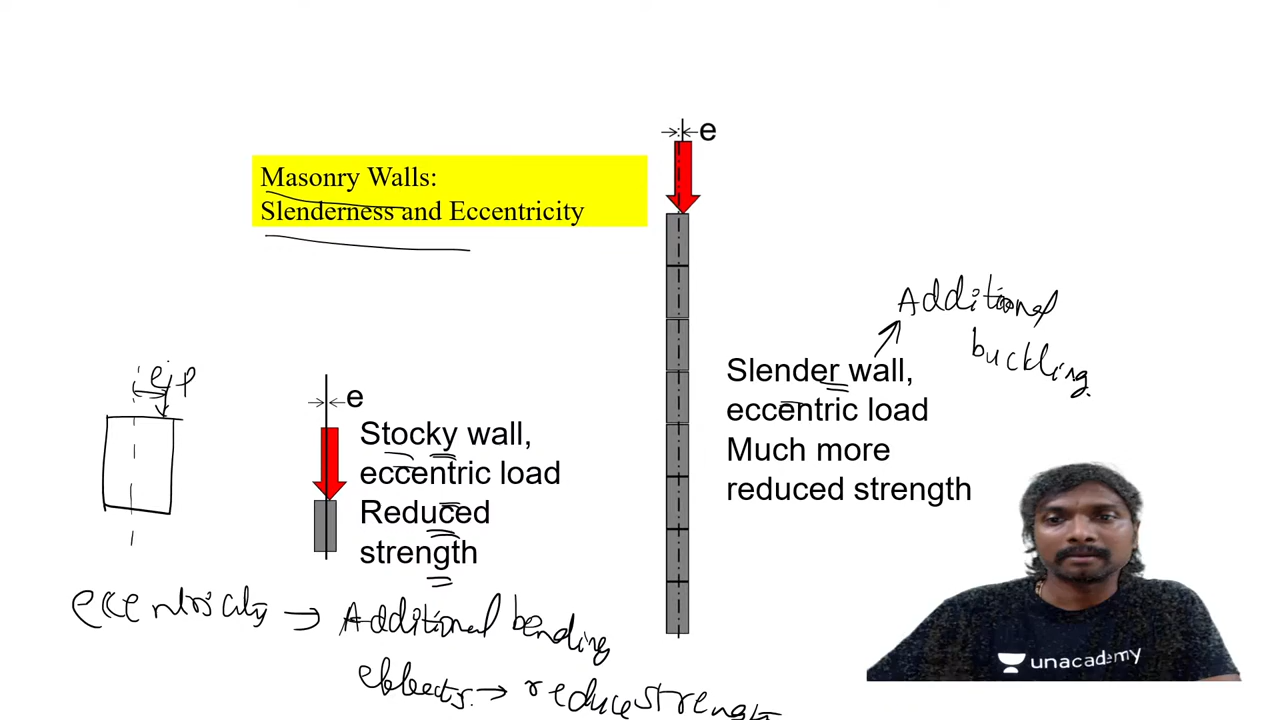 e
Masonry Walls:
Slenderness and Eccentricity
Additional
buckling.
Slender wall,
eccentric load
Much more
reduced strength
e P
e
Stocky wall,
eccentric load
Reduced
strength
eccentricity → Additional bending
effects. → reduce strength
unacademy